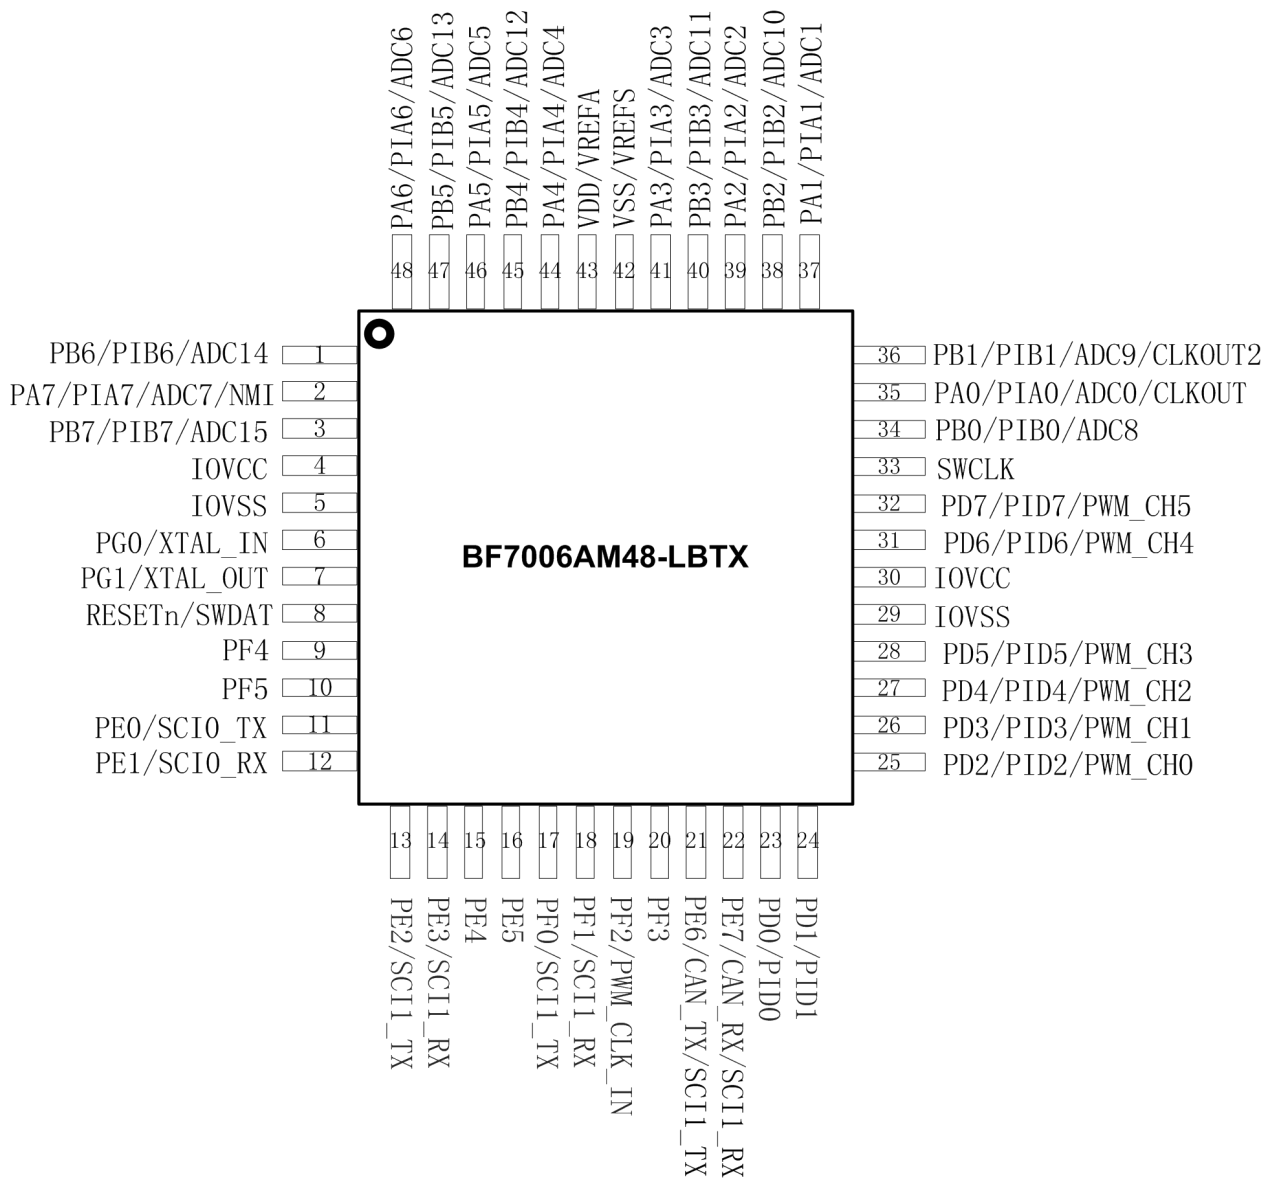 PA6/PIA6/ADC6
PB5/PIB5/ADC13
PA5/PIA5/ADC5
PB4/PIB4/ADC12
PA4/PIA4/ADC4
VDD/VREFA
VSS/VREFS
PA3/PIA3/ADC3
PB3/PIB3/ADC11
PA2/PIA2/ADC2
PB2/PIB2/ADC10
PA1/PIA1/ADC1
48 47 46 45 44 43 42 41 40 39 38 37
PB6/PIB6/ADC14 1
PA7/PIA7/ADC7/NMI 2
PB7/PIB7/ADC15 3
IOVCC 4
IOVSS 5
PG0/XTAL_IN 6
PG1/XTAL_OUT 7
RESETn/SWDAT 8
PF4 9
PF5 10
PE0/SCI0_TX 11
PE1/SCI0_RX 12
BF7006AM48-LBTX
36 PB1/PIB1/ADC9/CLKOUT2
35 PA0/PIA0/ADC0/CLKOUT
34 PB0/PIB0/ADC8
33 SWCLK
32 PD7/PID7/PWM_CH5
31 PD6/PID6/PWM_CH4
30 IOVCC
29 IOVSS
28 PD5/PID5/PWM_CH3
27 PD4/PID4/PWM_CH2
26 PD3/PID3/PWM_CH1
25 PD2/PID2/PWM_CH0
13 14 15 16 17 18 19 20 21 22 23 24
PE2/SCI1_TX
PE3/SCI1_RX
PE4
PE5
PF0/SCI1_TX
PF1/SCI1_RX
PF2/PWM_CLK_IN
PF3
PE6/CAN_TX/SCI1_TX
PE7/CAN_RX/SCI1_RX
PD0/PID0
PD1/PID1